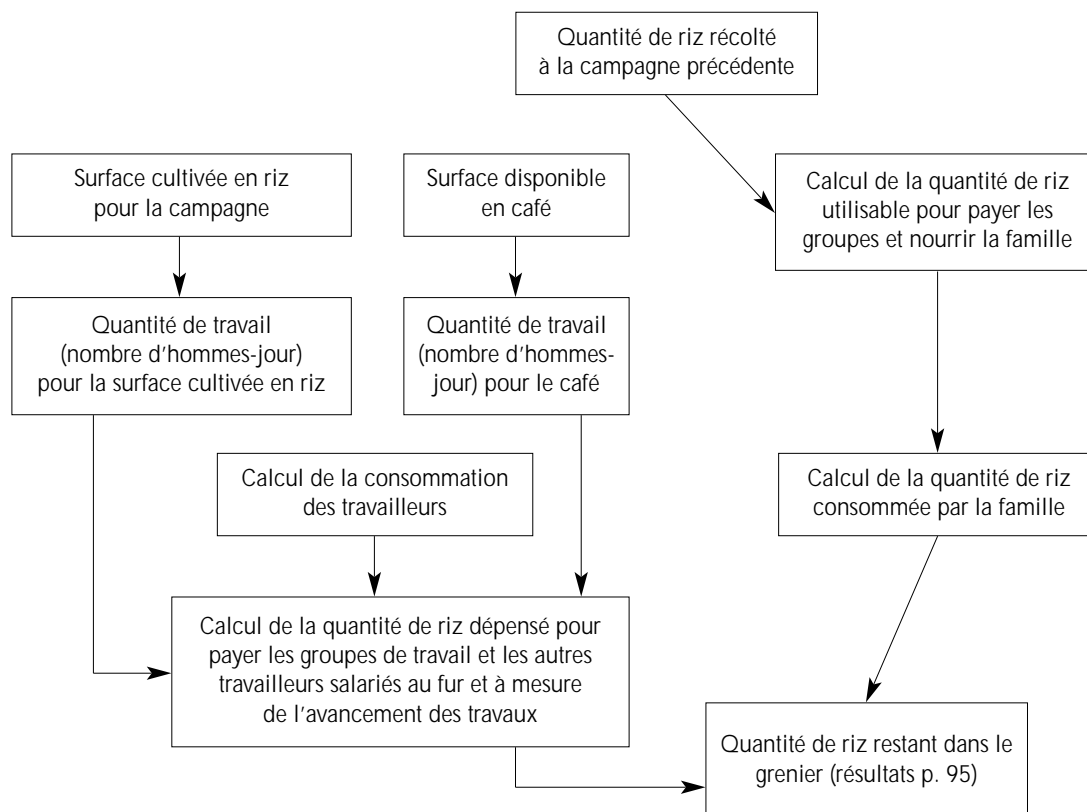 Quantité de riz récolté
à la campagne précédente
Surface cultivée en riz
pour la campagne
Surface disponible
en café
Calcul de la quantité de riz
utilisable pour payer les
groupes et nourrir la famille
Quantité de travail
(nombre d'hommes-jour)
pour la surface cultivée en riz
Quantité de travail
(nombre d'hommes-
jour) pour le café
Calcul de la consommation
des travailleurs
Calcul de la quantité de riz
consommée par la famille
Calcul de la quantité de riz dépensé pour
payer les groupes de travail et les autres
travailleurs salariés au fur et à mesure
de l'avancement des travaux
Quantité de riz restant dans le
grenier (résultats p. 95)